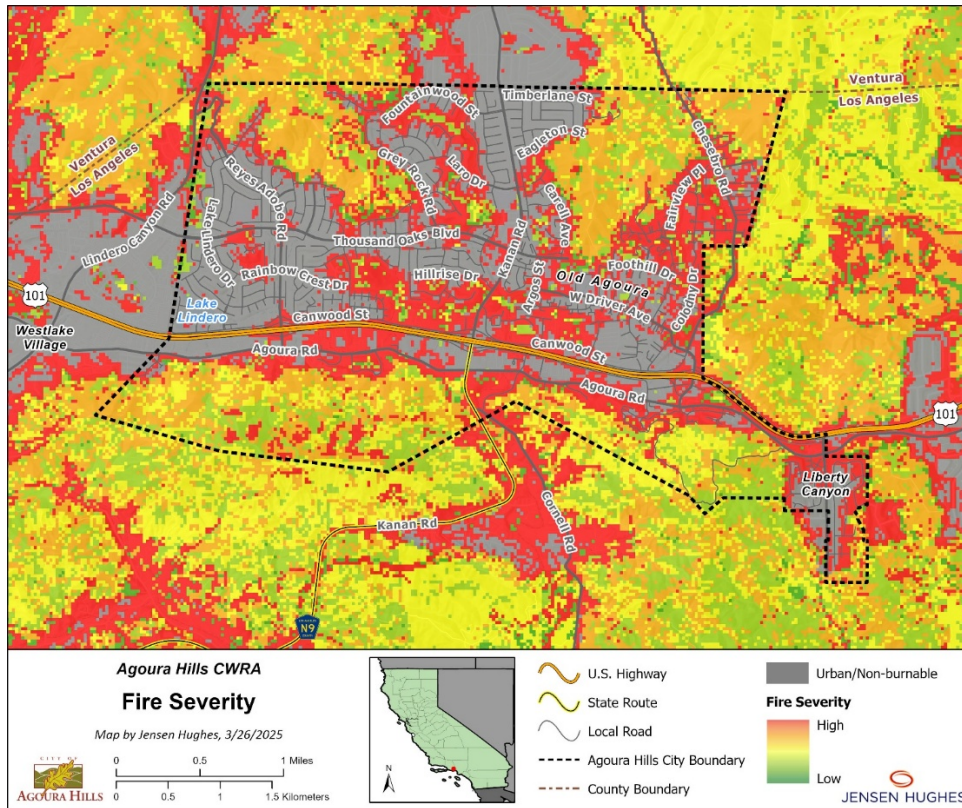 Ventura
Los Angeles
Ventura
Los Angeles
Fountainwood St
Timberlane St
Eagleton St
Grey Rock Rd
Laro Dr
Chesebro Rd
Fairview Pl
Carell Ave
Reyes Adobe Rd
Lindero Canyon Rd
Lake Lindero Dr
Thousand Oaks Blvd
Kanan Rd
Rainbow Crest Dr
Hillrise Dr
Argos St
Foothill Dr
Old Agoura
W Driver Ave
Colodny Dr
101
Lake
Lindero
Canwood St
Westlake
Village
Agoura Rd
Canwood St
Agoura Rd
101
Liberty
Canyon
Kanan Rd
Cornell Rd
N9
Agoura Hills CWRA
Fire Severity
Map by Jensen Hughes, 3/26/2025
CITY OF
AGOURA HILLS
0 0.5 1 Miles
0 0.5 1 1.5 Kilometers
N
U.S. Highway
State Route
Local Road
Agoura Hills City Boundary
County Boundary
Urban/Non-burnable
Fire Severity
High
Low
JENSEN HUGHES